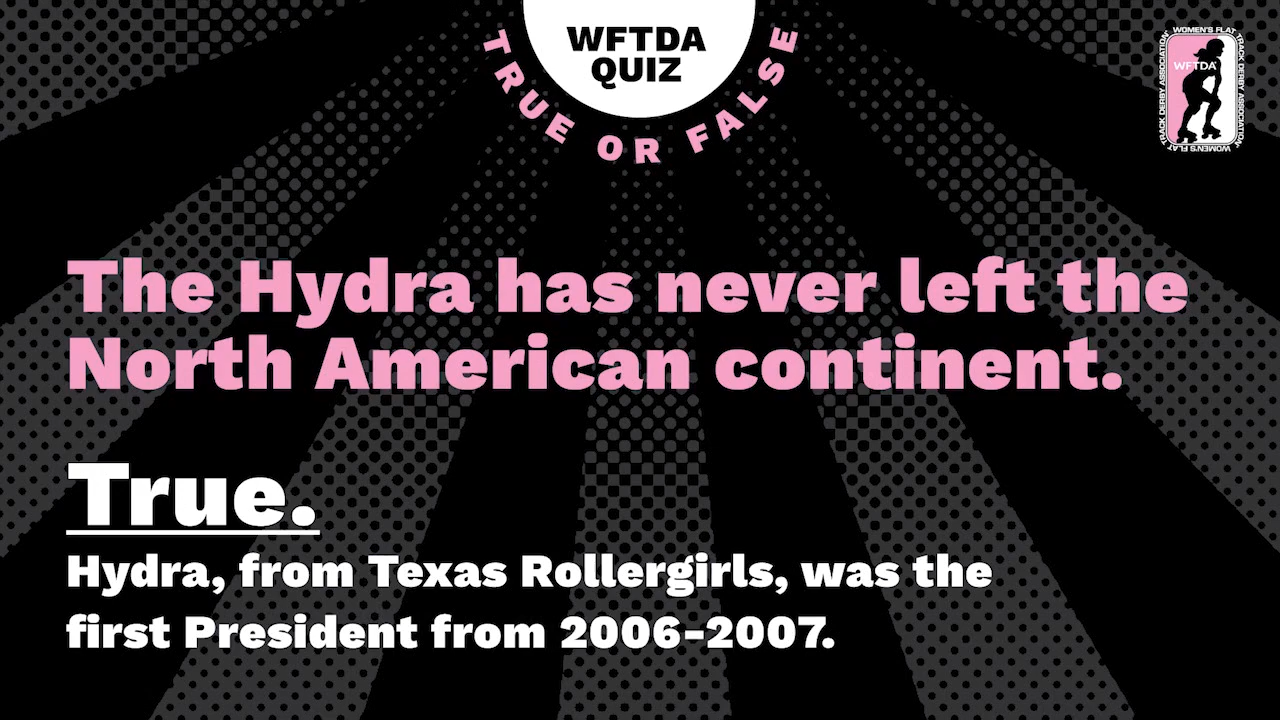 WFTDA
QUIZ
TRUE OR FALSE
WOMEN'S FLAT TRACK DERBY ASSOCIATION
WOMEN'S FLAT TRACK DERBY ASSOCIATION
WFTDA
The Hydra has never left the
North American continent.
True.
Hydra, from Texas Rollergirls, was the
first President from 2006-2007.